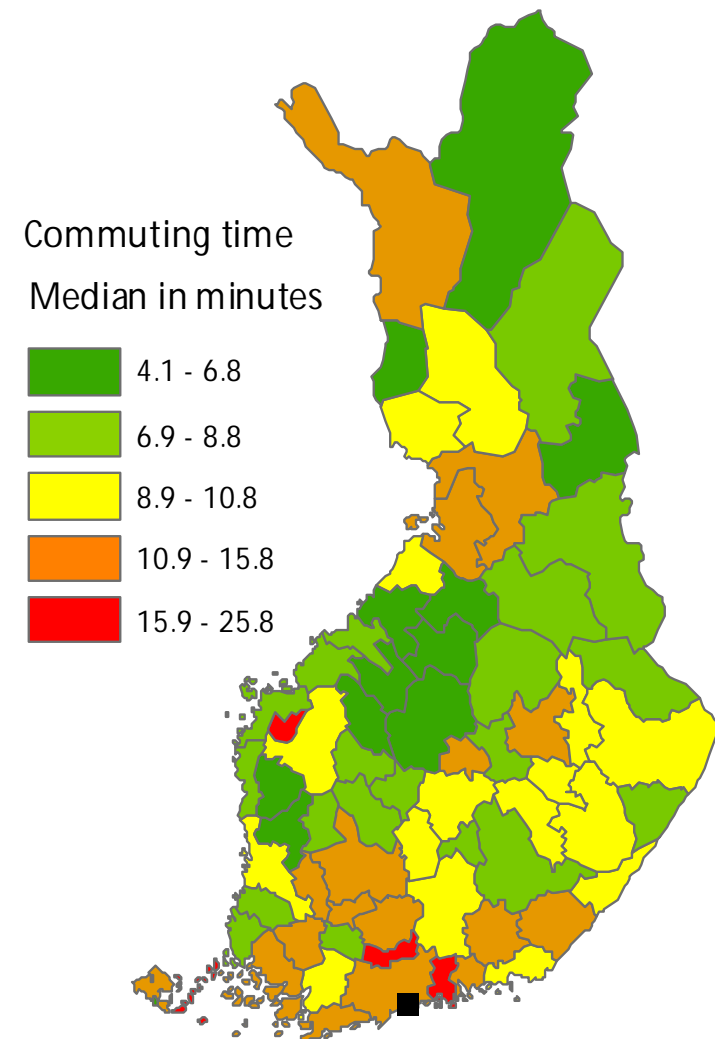 Commuting time
Median in minutes
4.1 - 6.8
6.9 - 8.8
8.9 - 10.8
10.9 - 15.8
15.9 - 25.8